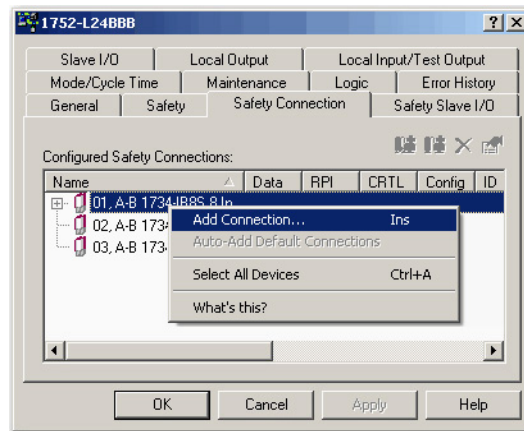 1752-L24BBB
Slave I/O Local Output Local Input/Test Output
Mode/Cycle Time Maintenance Logic Error History
General Safety Safety Connection Safety Slave I/O
Configured Safety Connections:
Name Data RPI CRTL Config ID
01, A-B 1734-IB8S 8 In
02, A-B 173
03, A-B 173
Add Connection... Ins
Auto-Add Default Connections
Select All Devices Ctrl+A
What's this?
OK Cancel Apply Help